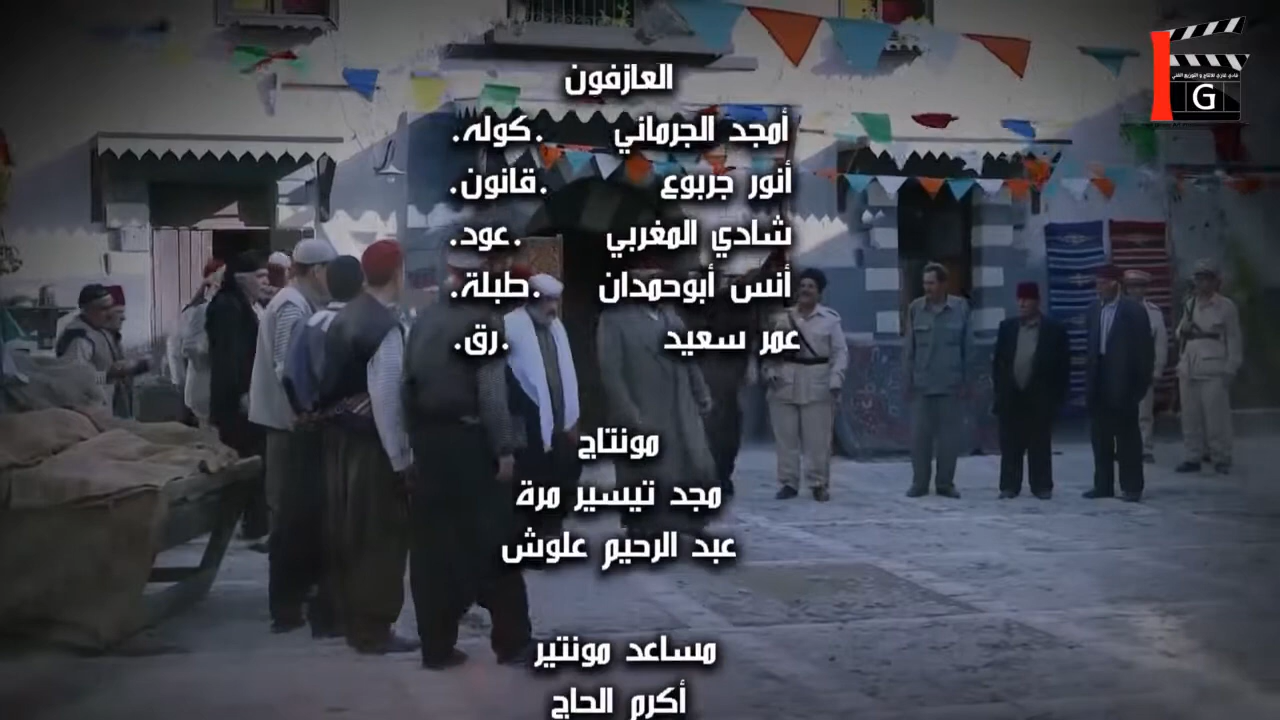 العازفون
أمجد الجرماني .كوله.
أنور جربوع .قانون.
شادي المغربي .عود.
أنس أبوحمدان .طبلة.
عمر سعيد .رق.
مونتاج
مجد تيسير مرة
عبد الرحيم علوش
مساعد مونتير
أكرم الحاج
G